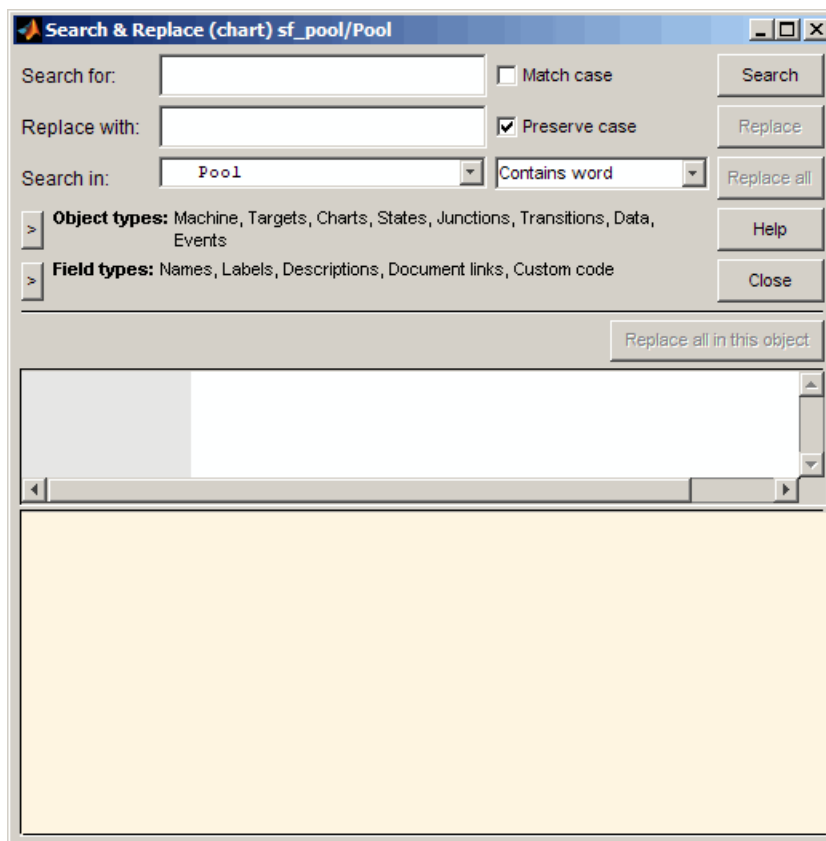 Search & Replace (chart) sf_pool/Pool
Search for:
Match case
Search
Replace with:
Preserve case
Replace
Search in:
Pool
Contains word
Replace all
> Object types: Machine, Targets, Charts, States, Junctions, Transitions, Data,
Events
Help
> Field types: Names, Labels, Descriptions, Document links, Custom code
Close
Replace all in this object